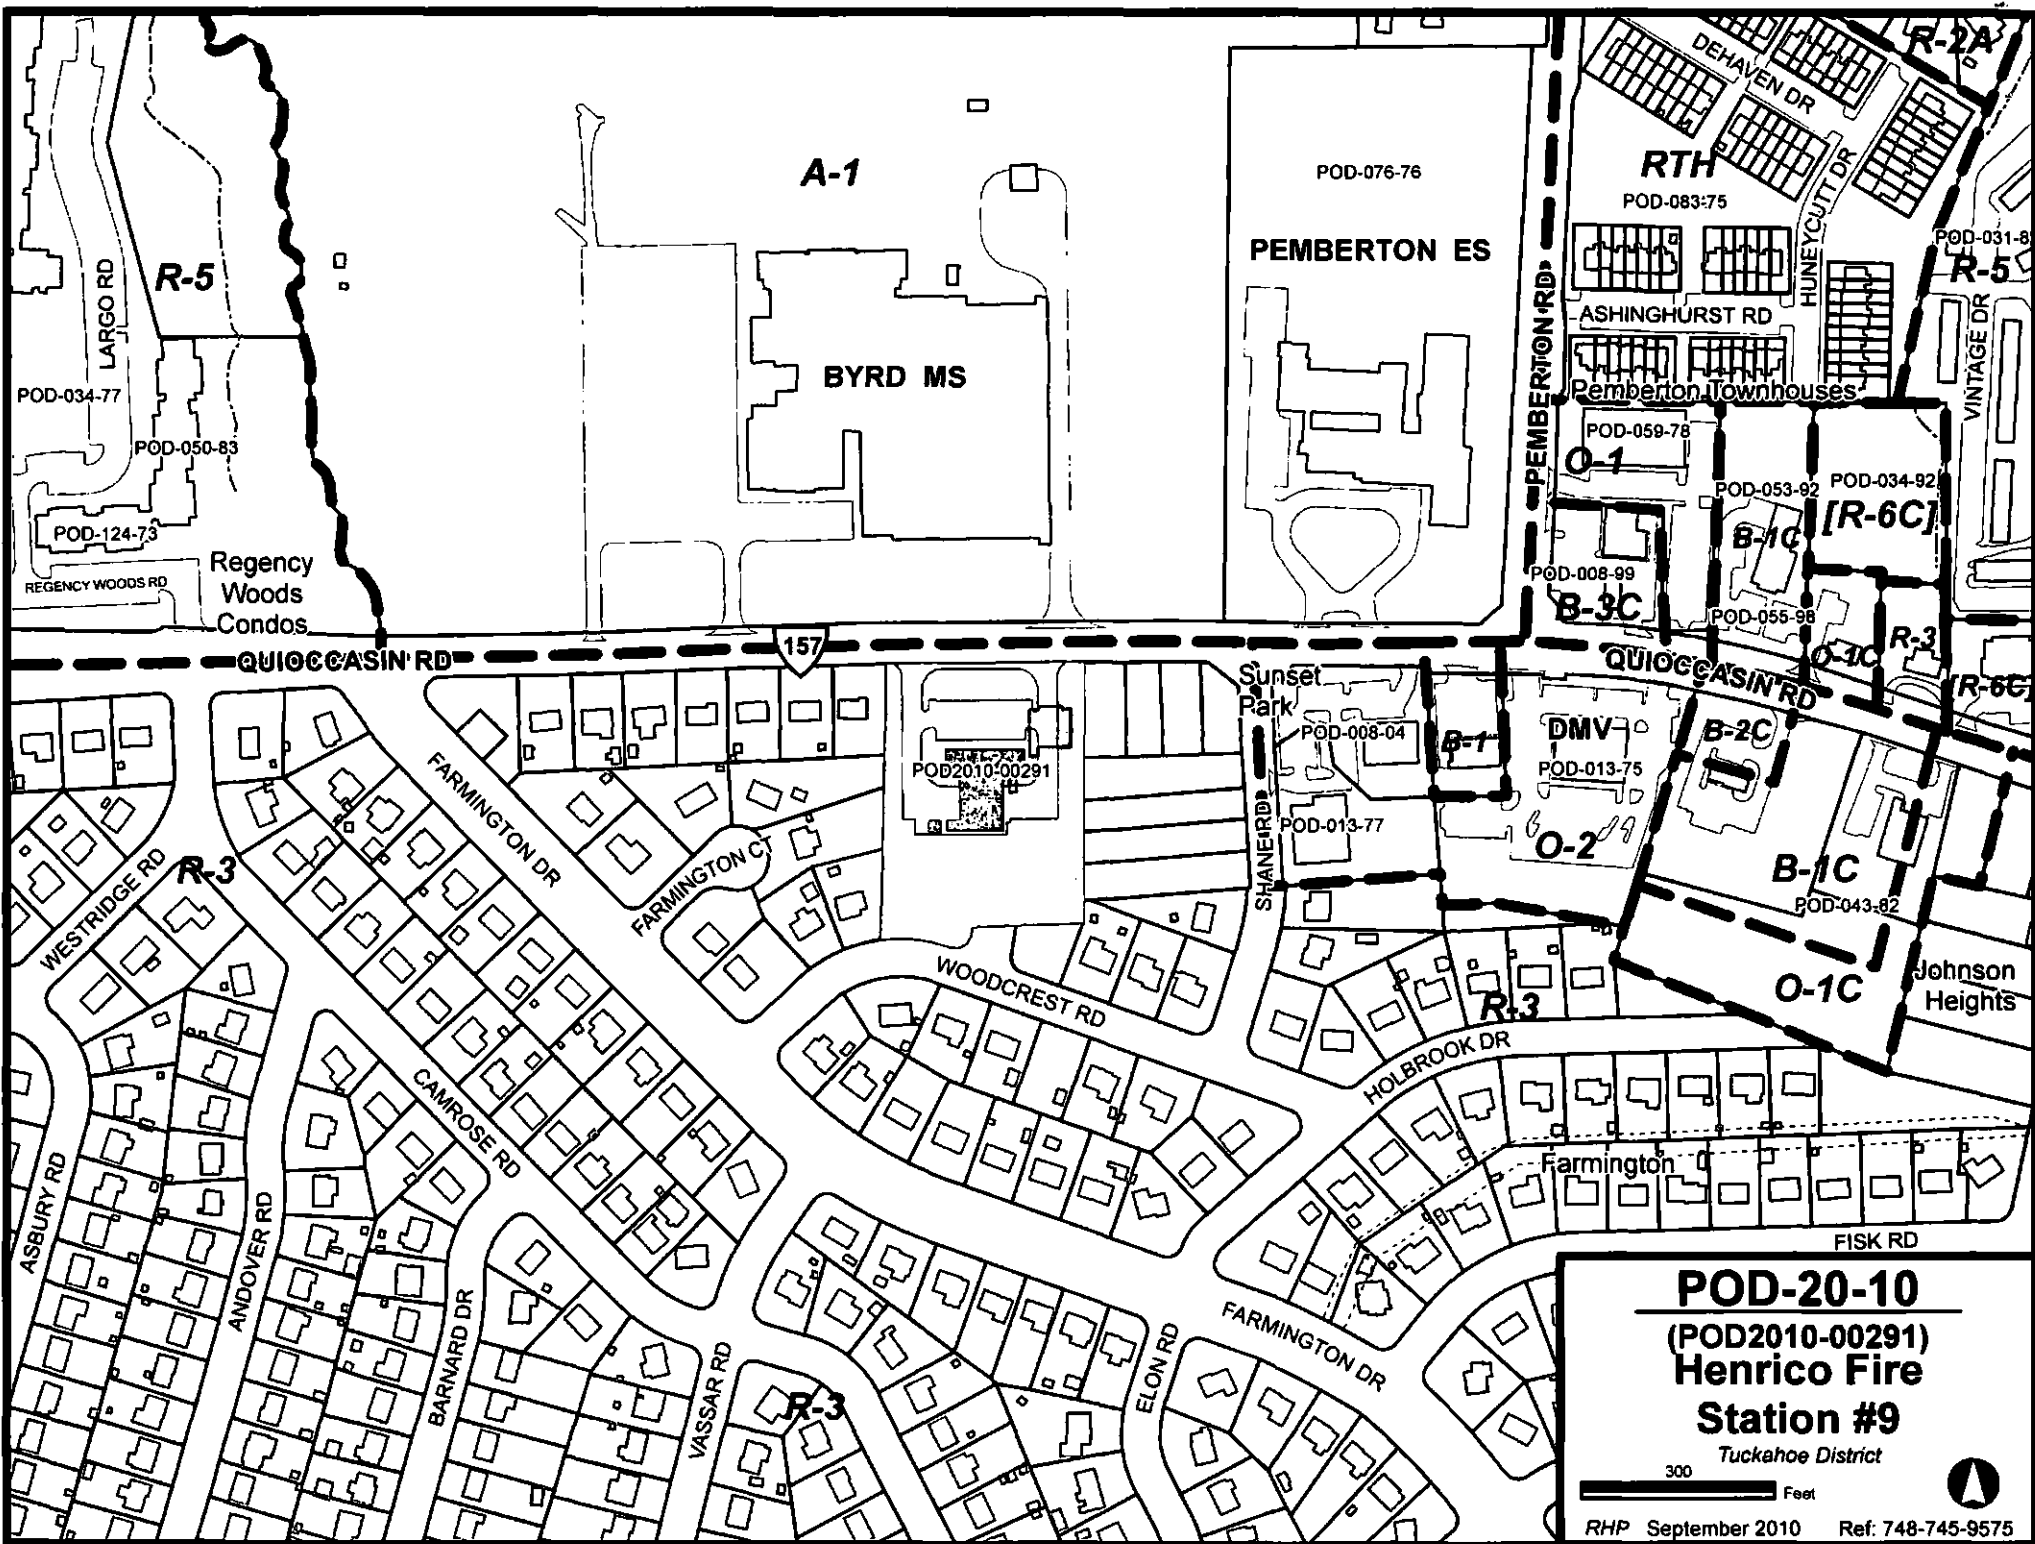 R-2A
DEHAVEN DR
A-1
POD-076-76
RTH
POD-083-75
HUNEYCUTT DR
PEMBERTON ES
POD-031-8
R-5
R-5
LARGO RD
PEMBERTON RD
ASHINGHURST RD
VINTAGE DR
BYRD MS
POD-034-77
Pemberton Townhouses
POD-050-83
POD-059-78
O-1
POD-053-92
POD-034-92
[R-6C]
POD-124-73
B-1C
Regency
Woods
Condos
REGENCY WOODS RD
POD-008-99
B-3C
POD-055-98
R-3
O-1C
157
QUIOCCASIN RD
QUIOCCASIN RD
[R-6C]
Sunset
Park
POD-008-04
B-1
DMV
B-2C
POD2010-00291
POD-013-75
FARMINGTON DR
SHANE RD
POD-013-77
O-2
FARMINGTON CT
WESTRIDGE RD
R-3
B-1C
POD-043-82
WOODCREST RD
Johnson
Heights
O-1C
R-3
HOLBROOK DR
CAMROSE RD
Farmington
ASBURY RD
ANDOVER RD
FISK RD
BARNARD DR
VASSAR RD
ELON RD
FARMINGTON DR
R-3
POD-20-10
(POD2010-00291)
Henrico Fire
Station #9
Tuckahoe District
300
Feet
RHP September 2010 Ref: 748-745-9575